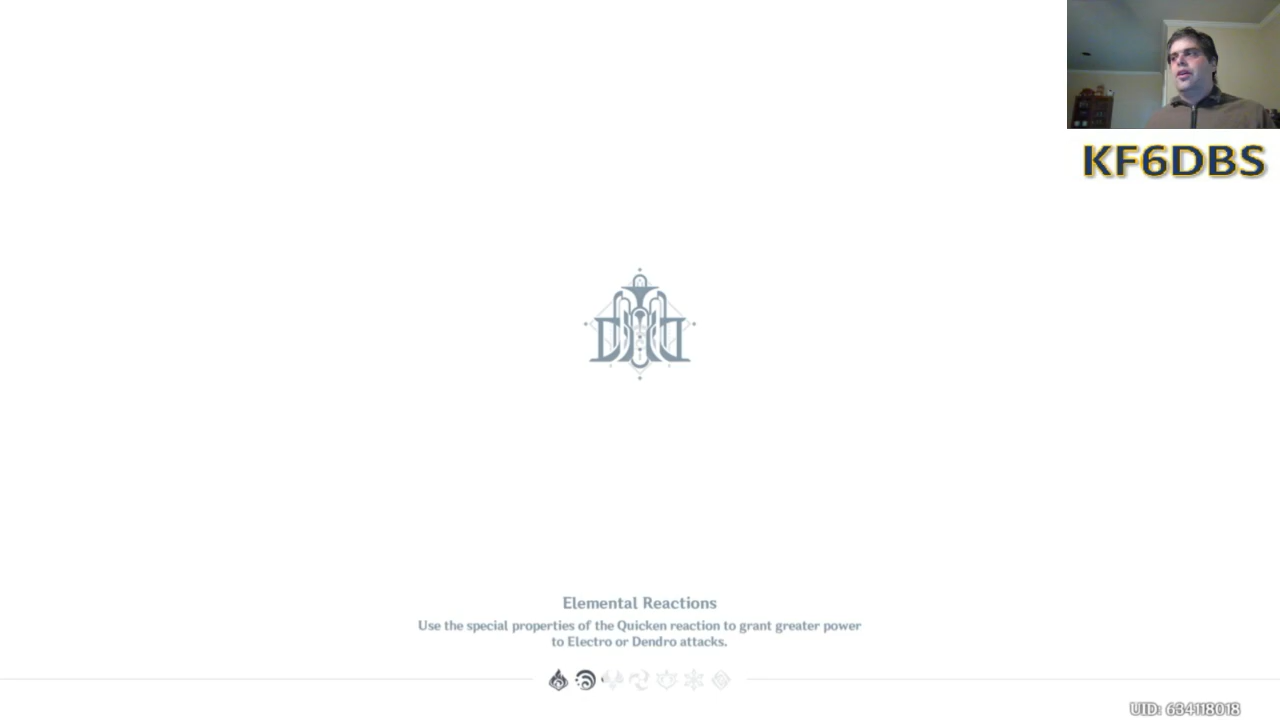 KF6DBS
Elemental Reactions
Use the special properties of the Quicken reaction to grant greater power
to Electro or Dendro attacks.
UID: 634118018